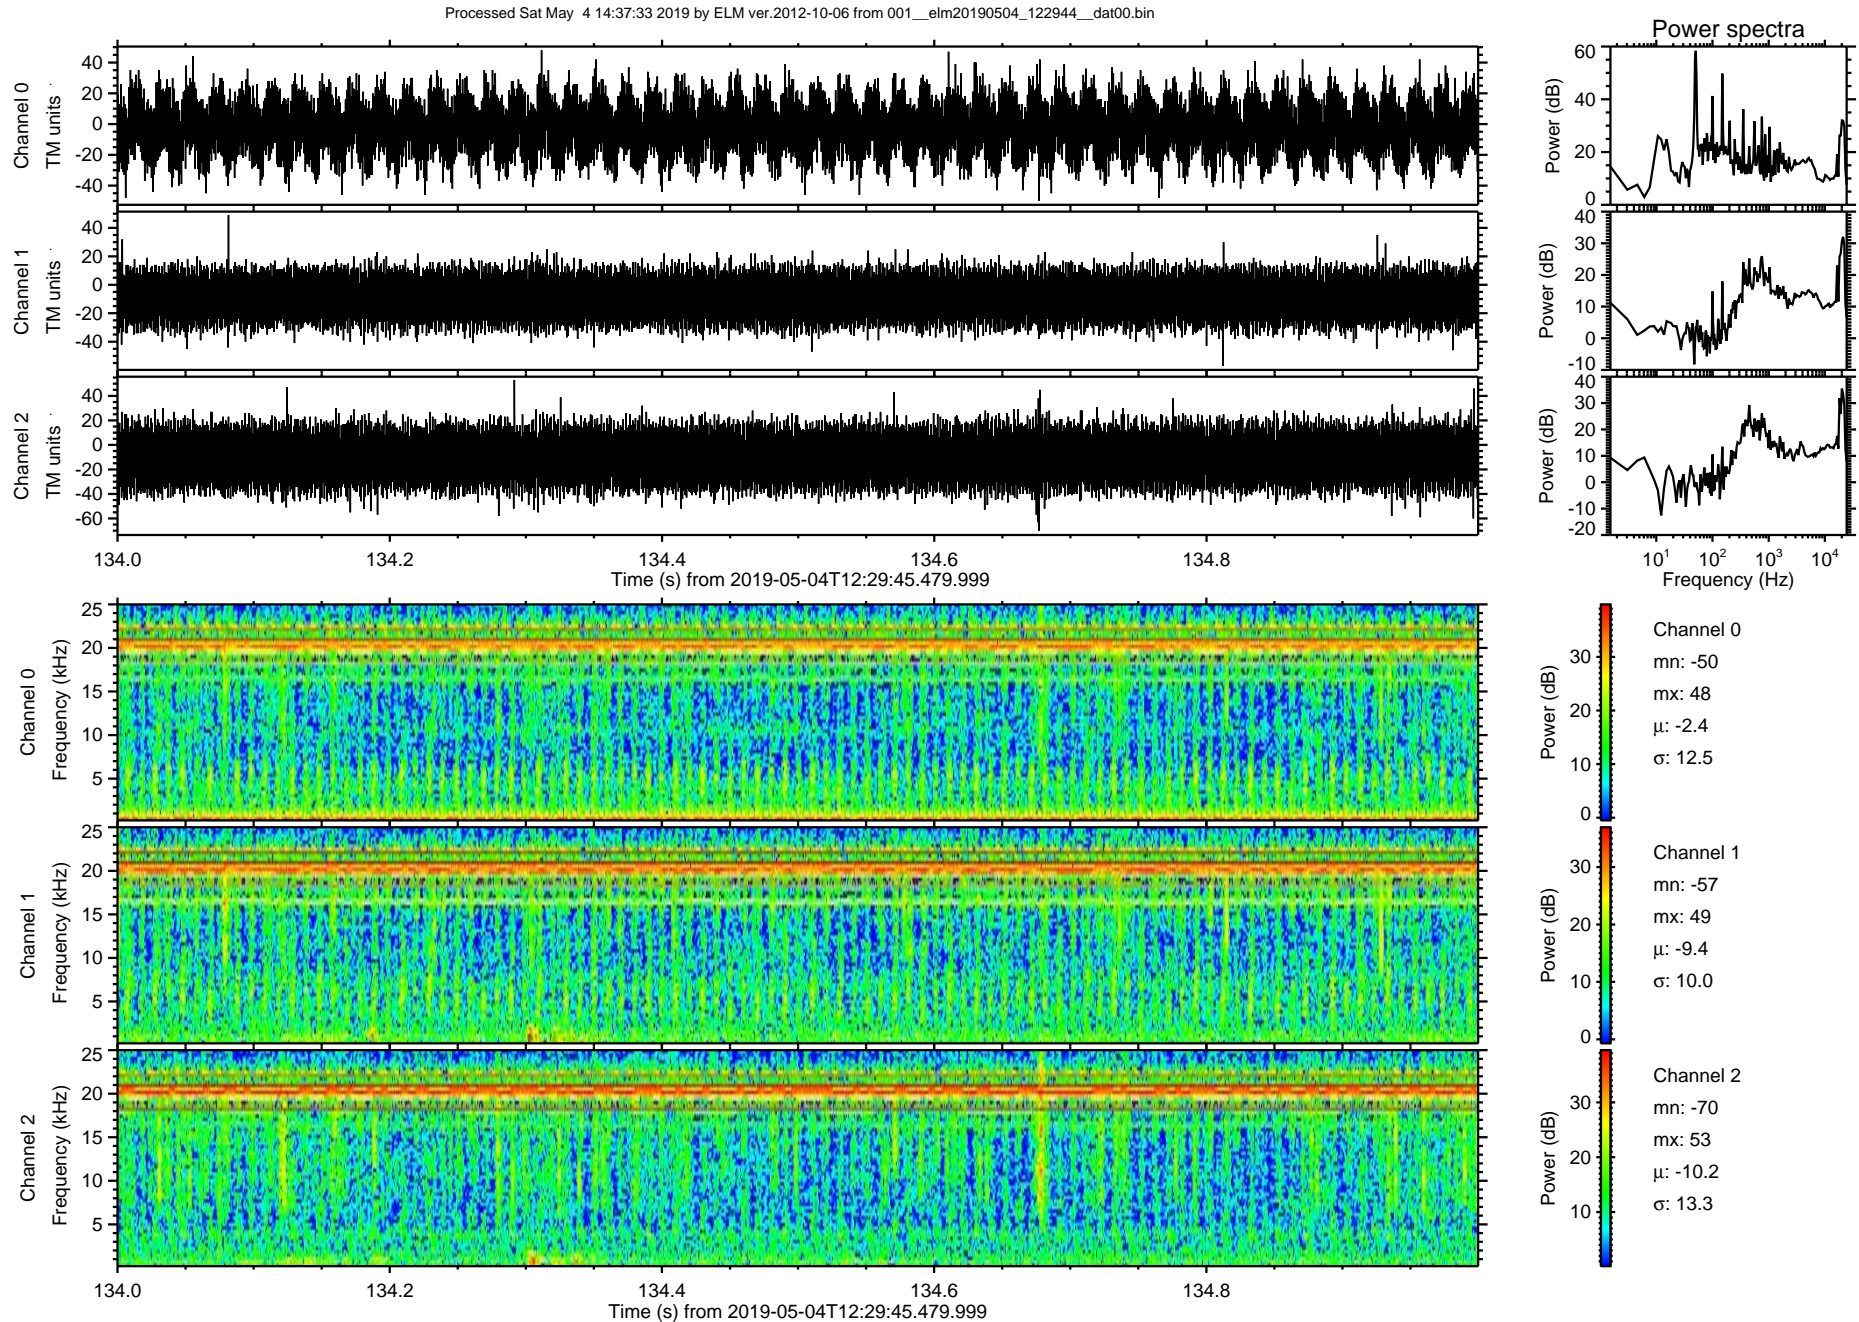 Processed Sat May  4 14:37:33 2019 by ELM ver.2012-10-06 from 001__elm20190504_122944__dat00.bin
Power spectra
Channel 0
TM units
40
20
0
-20
-40
Power (dB)
60
40
20
0
Channel 1
TM units
40
20
0
-20
-40
Power (dB)
40
30
20
10
0
-10
Channel 2
TM units
40
20
0
-20
-40
-60
Power (dB)
40
30
20
10
0
-10
-20
134.0 134.2 134.4 134.6 134.8
Time (s) from 2019-05-04T12:29:45.479.999
10¹ 10² 10³ 10⁴
Frequency (Hz)
Channel 0
Frequency (kHz)
25
20
15
10
5
Power (dB)
30
20
10
0
Channel 0
mn: -50
mx: 48
μ: -2.4
σ: 12.5
Channel 1
Frequency (kHz)
25
20
15
10
5
Power (dB)
30
20
10
0
Channel 1
mn: -57
mx: 49
μ: -9.4
σ: 10.0
Channel 2
Frequency (kHz)
25
20
15
10
5
Power (dB)
30
20
10
Channel 2
mn: -70
mx: 53
μ: -10.2
σ: 13.3
134.0 134.2 134.4 134.6 134.8
Time (s) from 2019-05-04T12:29:45.479.999